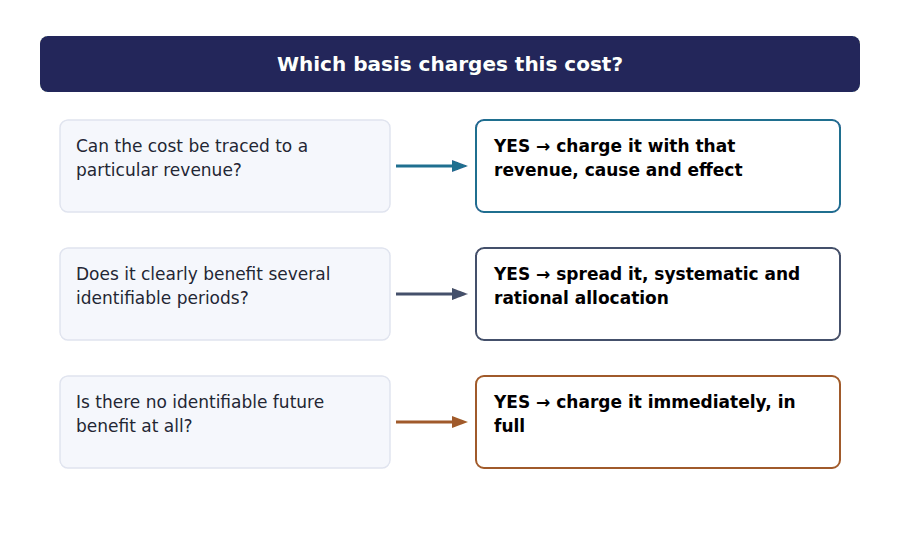 Which basis charges this cost?
Can the cost be traced to a
particular revenue?
YES → charge it with that
revenue, cause and effect
Does it clearly benefit several
identifiable periods?
YES → spread it, systematic and
rational allocation
Is there no identifiable future
benefit at all?
YES → charge it immediately, in
full